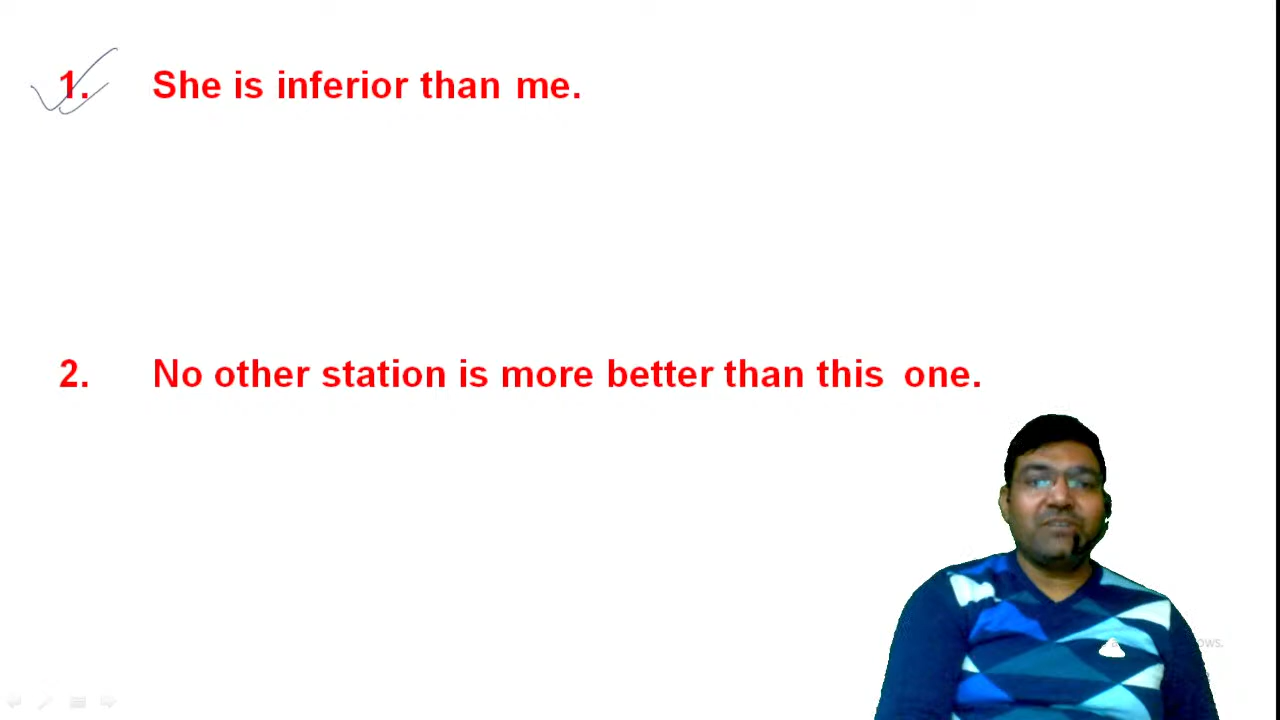 1. She is inferior than me.
2. No other station is more better than this one.